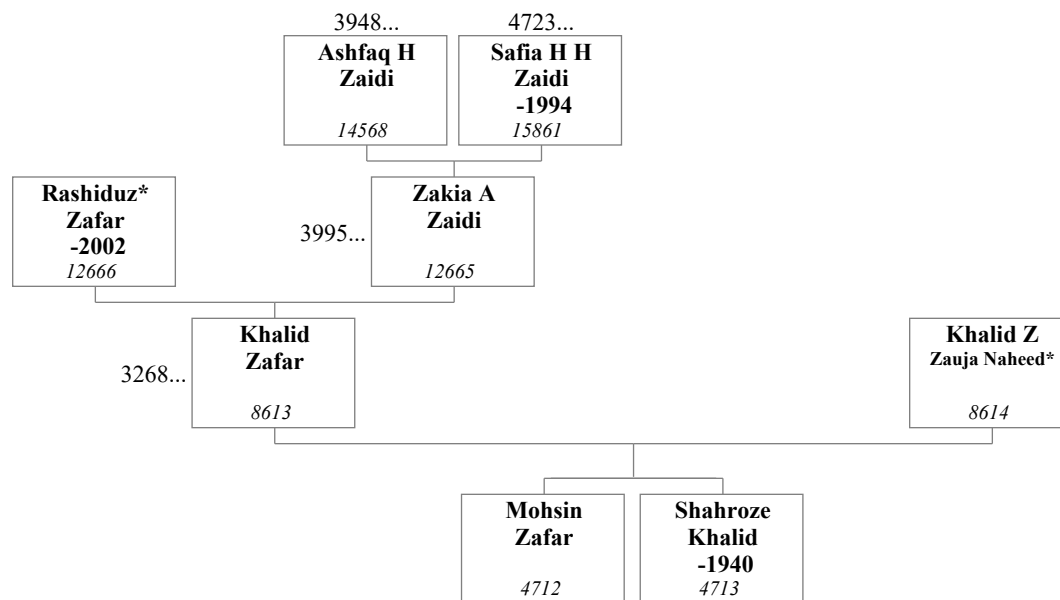 3948...
4723...
Ashfaq H
Zaidi
14568
Safia H H
Zaidi
-1994
15861
Rashiduz*
Zafar
-2002
12666
3995...
Zakia A
Zaidi
12665
3268...
Khalid
Zafar
8613
Khalid Z
Zauja Naheed*
8614
Mohsin
Zafar
4712
Shahroze
Khalid
-1940
4713